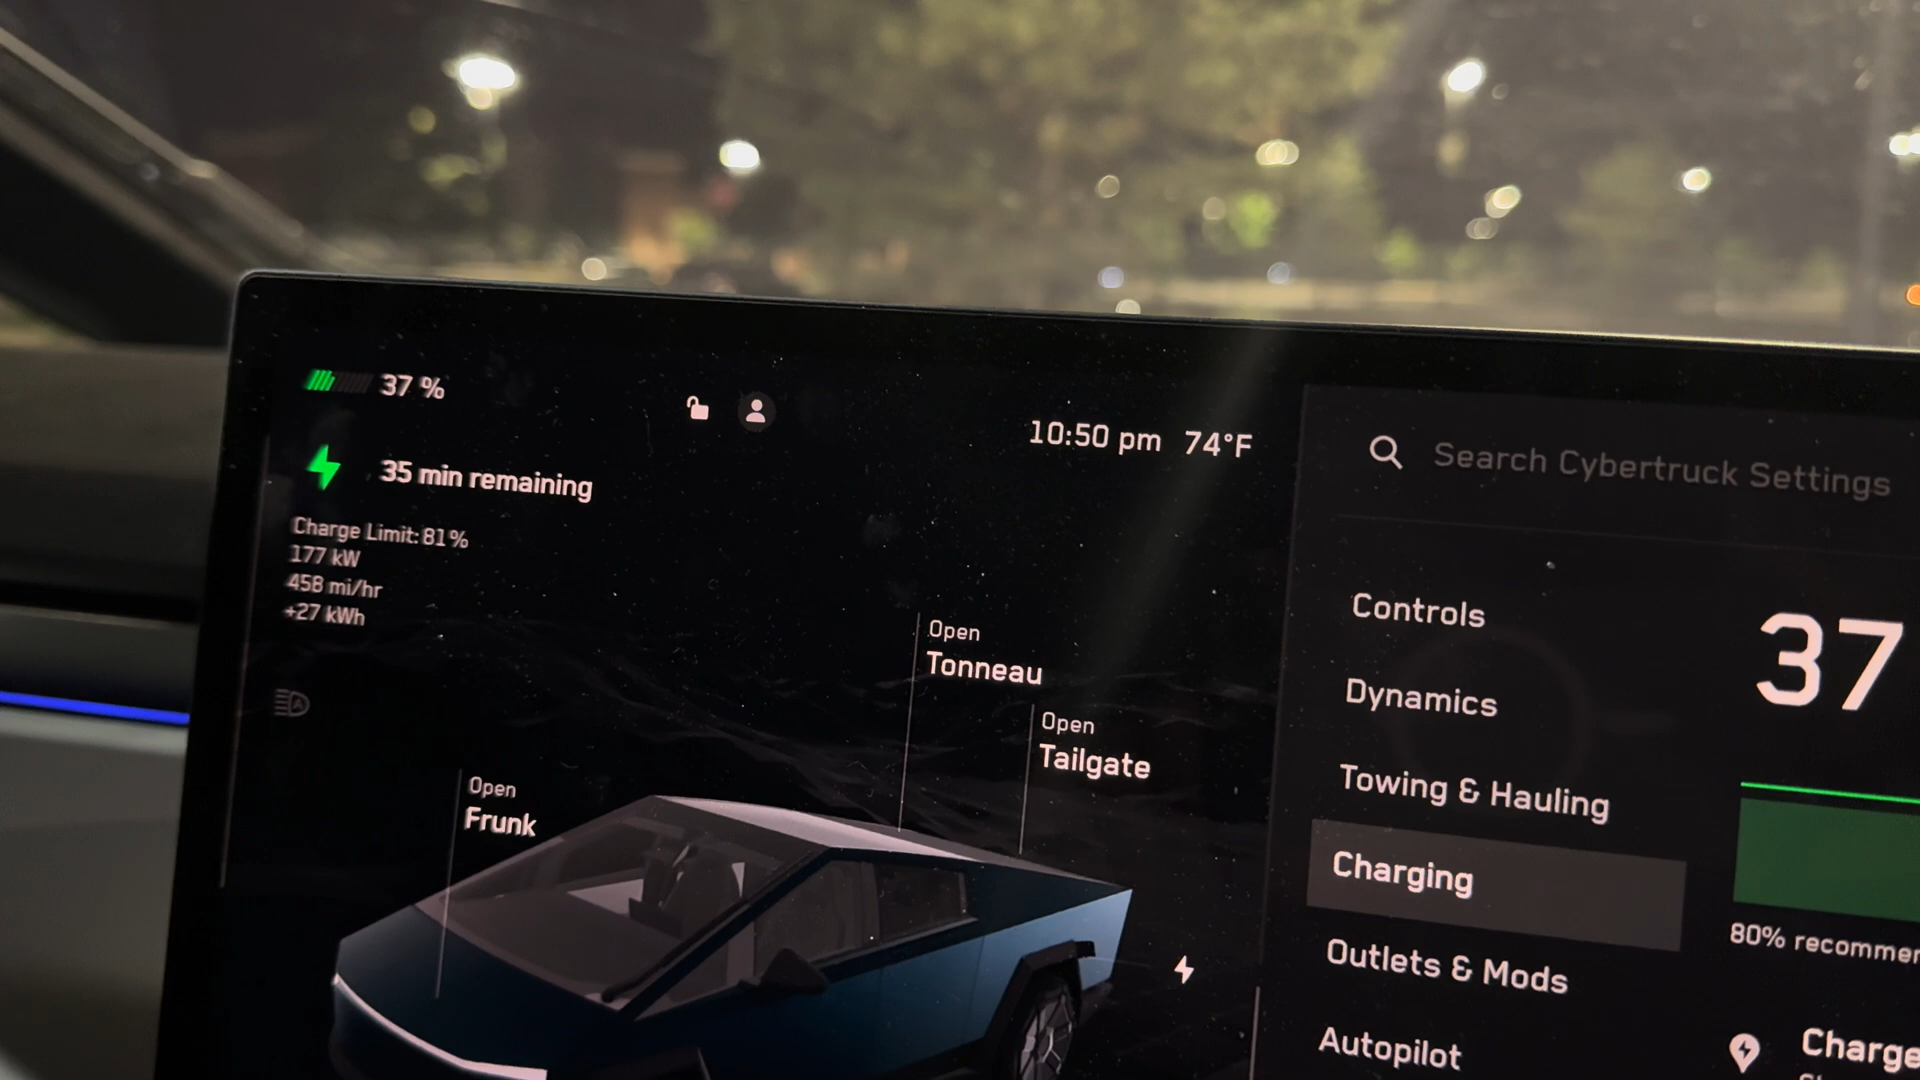 37 %
10:50 pm 74°F
35 min remaining
Charge Limit: 81%
177 kW
458 mi/hr
+27 kWh
Open
Tonneau
Open
Tailgate
Open
Frunk
Search Cybertruck Settings
Controls
Dynamics
Towing & Hauling
Charging
Outlets & Mods
Autopilot
37
80% recommen
Charge